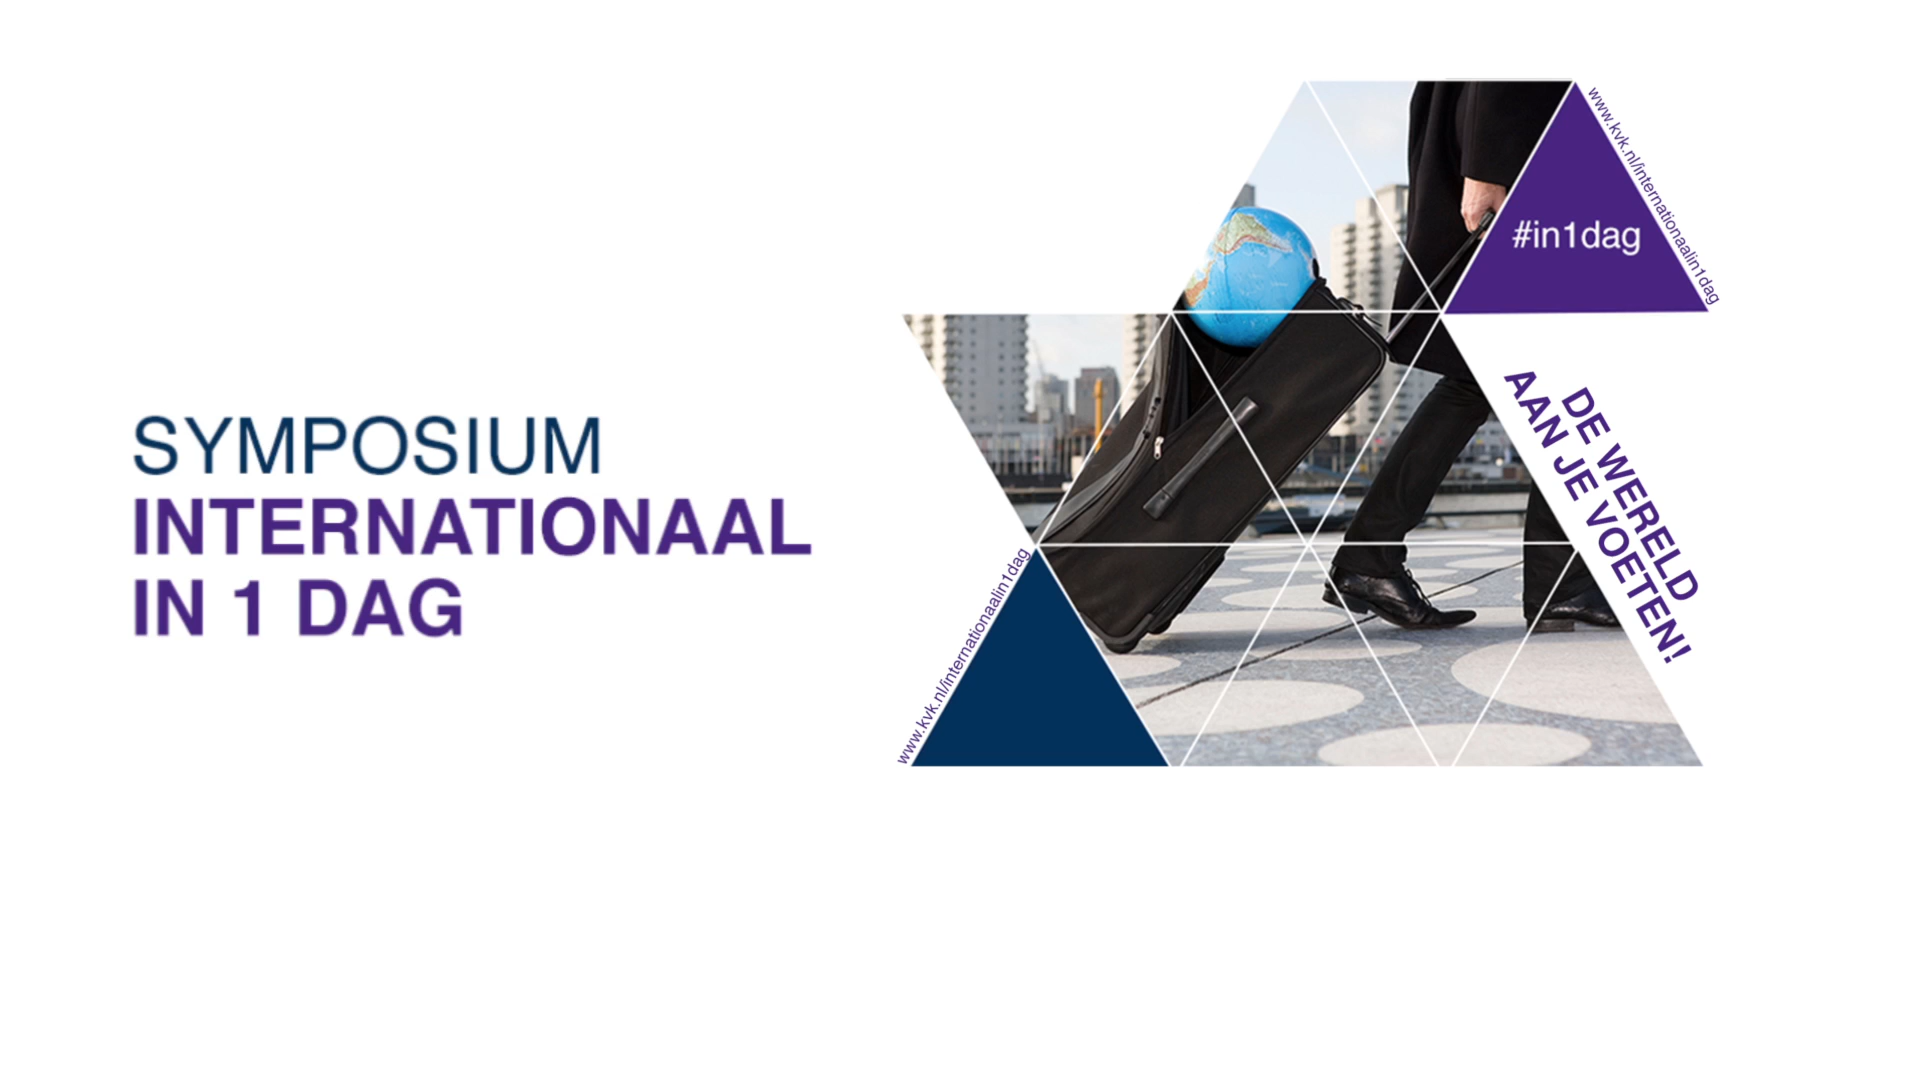 SYMPOSIUM
INTERNATIONAAL
IN 1 DAG
www.kvk.nl/internationaalin1dag
#in1dag
DE WERELD
AAN JE VOETEN!
www.kvk.nl/internationaalin1dag